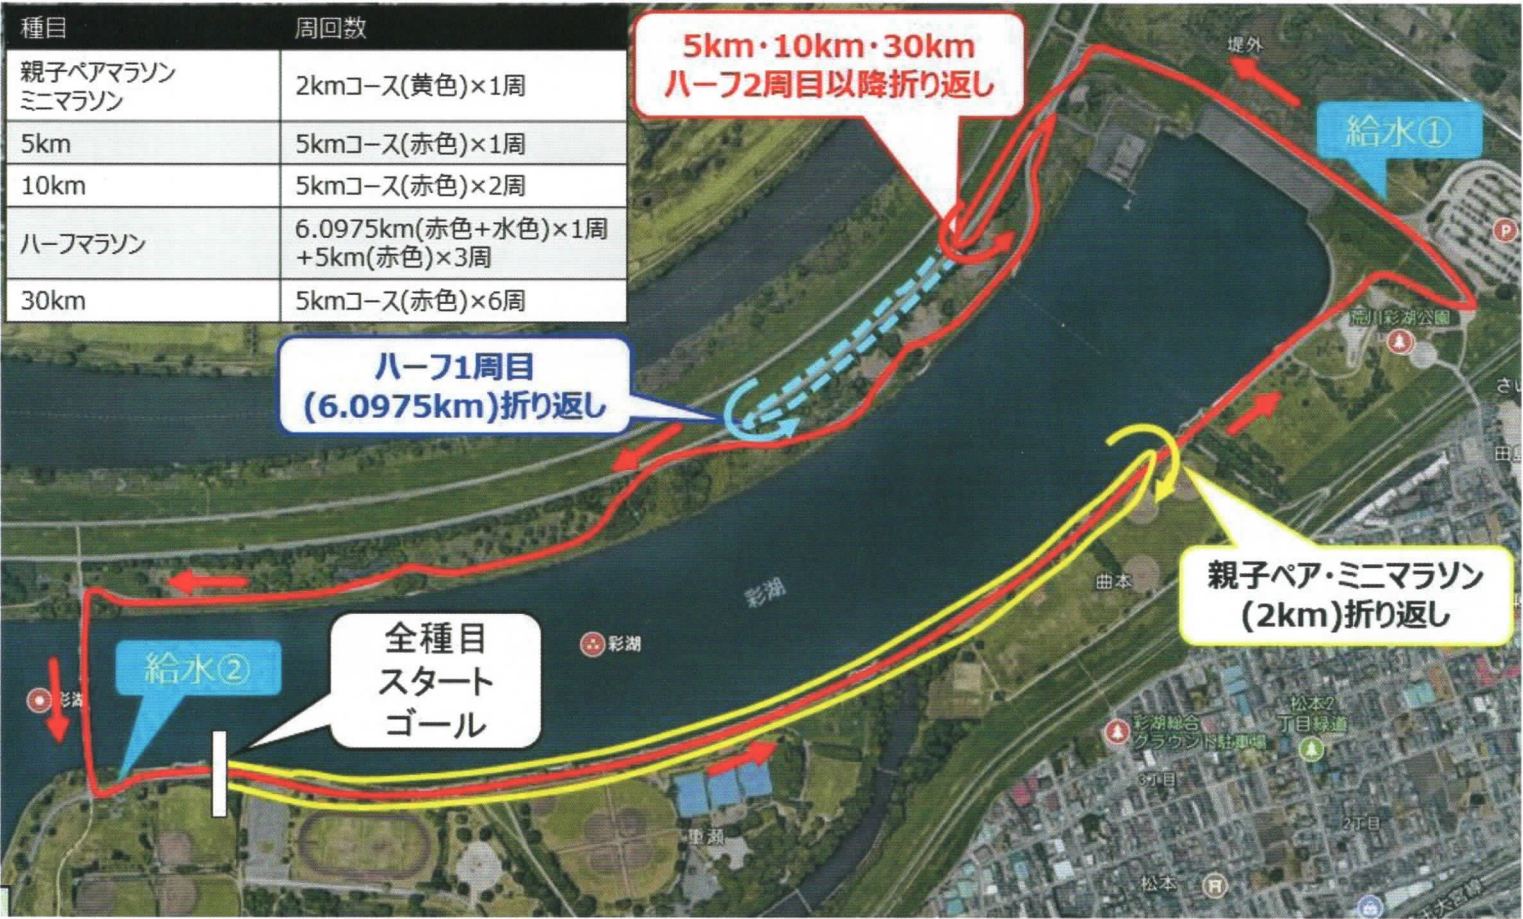 種目 周回数
親子ペアマラソン
ミニマラソン
2kmコース(黄色)×1周
5km 5kmコース(赤色)×1周
10km 5kmコース(赤色)×2周
ハーフマラソン
6.0975km(赤色+水色)×1周
+5km(赤色)×3周
30km 5kmコース(赤色)×6周
5km・10km・30km
ハーフ2周目以降折り返し
堤外
給水①
P
荒川彩湖公園
さい
ハーフ1周目
(6.0975km)折り返し
田島
親子ペア・ミニマラソン
(2km)折り返し
曲本
彩湖
彩湖
全種目
スタート
ゴール
給水②
彩湖
松本2
丁目緑道
彩湖総合
グラウンド駐車場
3丁目
重瀬
2丁目
松本